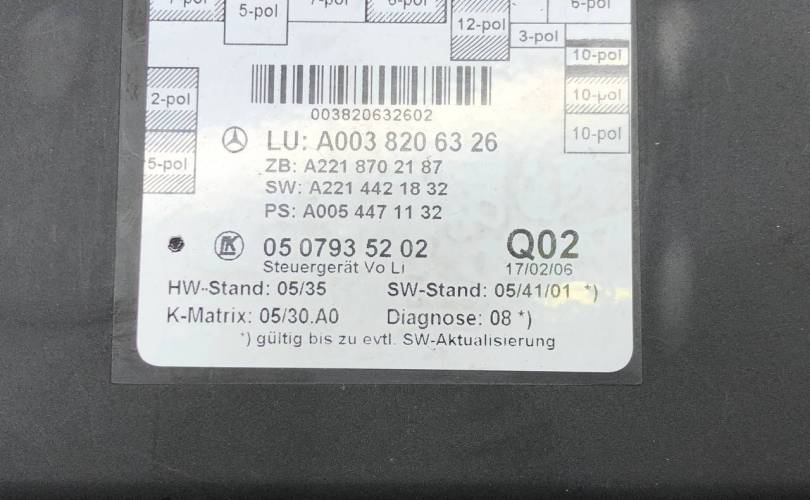 5-pol
12-pol
3-pol
10-pol
2-pol
10-pol
10-pol
5-pol
003820632602
LU: A003 820 63 26
ZB: A221 870 21 87
SW: A221 442 18 32
PS: A005 447 11 32
05 0793 52 02 Q02
Steuergerät Vo Li 17/02/06
HW-Stand: 05/35 SW-Stand: 05/41/01 *)
K-Matrix: 05/30.A0 Diagnose: 08 *)
*) gültig bis zu evtl. SW-Aktualisierung